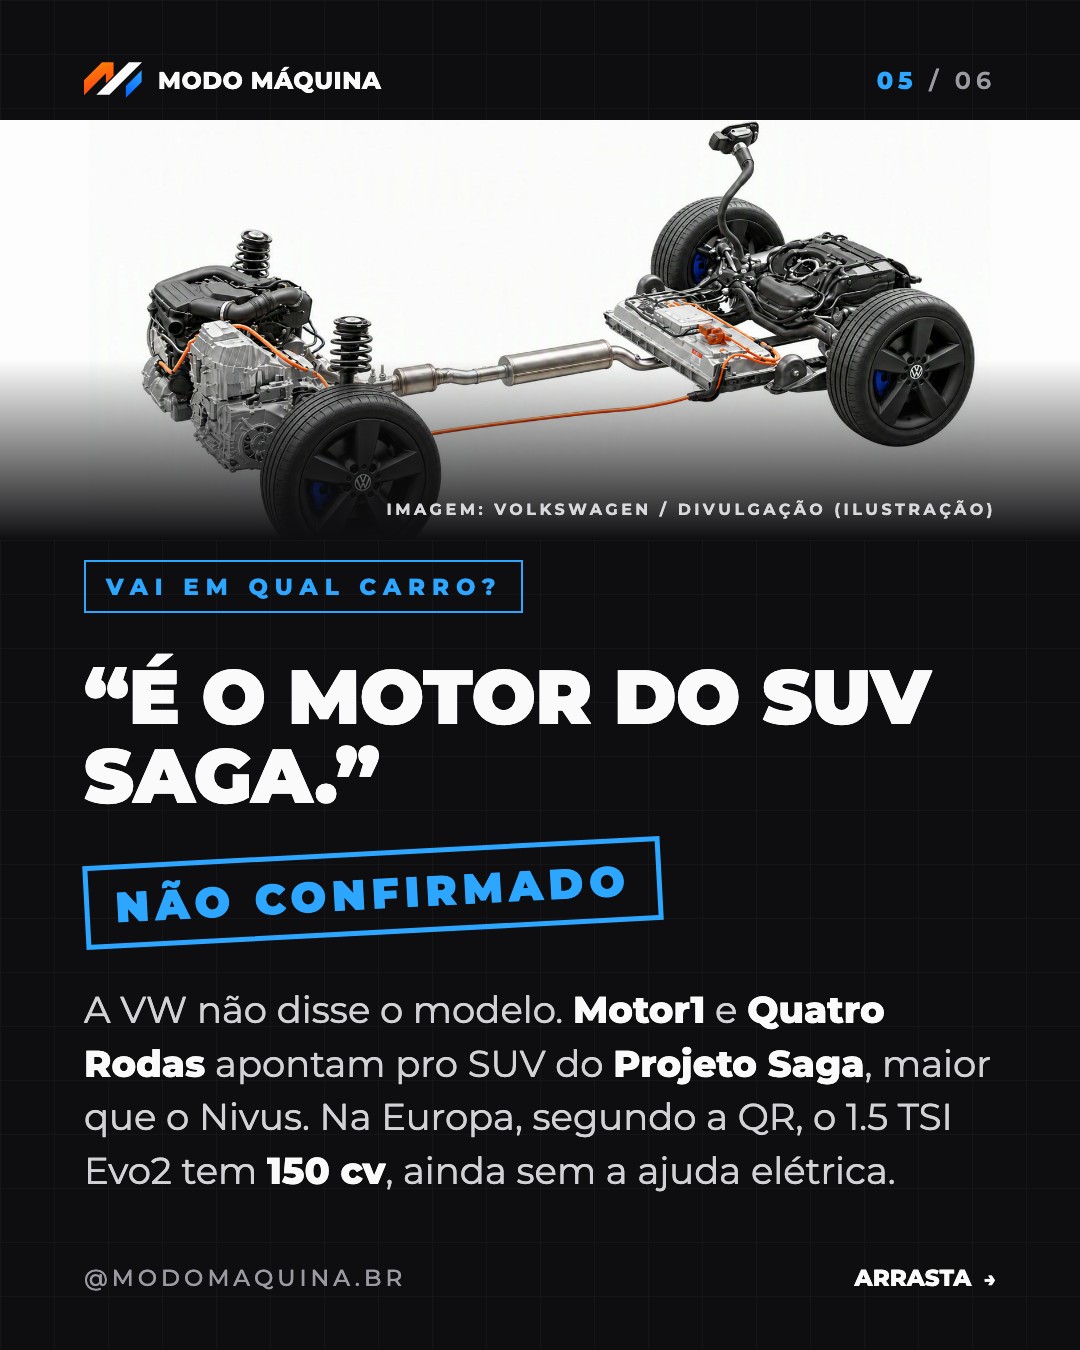 MODO MÁQUINA
05 / 06
IMAGEM: VOLKSWAGEN / DIVULGAÇÃO (ILUSTRAÇÃO)
VAI EM QUAL CARRO?
“É O MOTOR DO SUV
SAGA.”
NÃO CONFIRMADO
A VW não disse o modelo. Motor1 e Quatro
Rodas apontam pro SUV do Projeto Saga, maior
que o Nivus. Na Europa, segundo a QR, o 1.5 TSI
Evo2 tem 150 cv, ainda sem a ajuda elétrica.
@MODOMAQUINA.BR
ARRASTA →